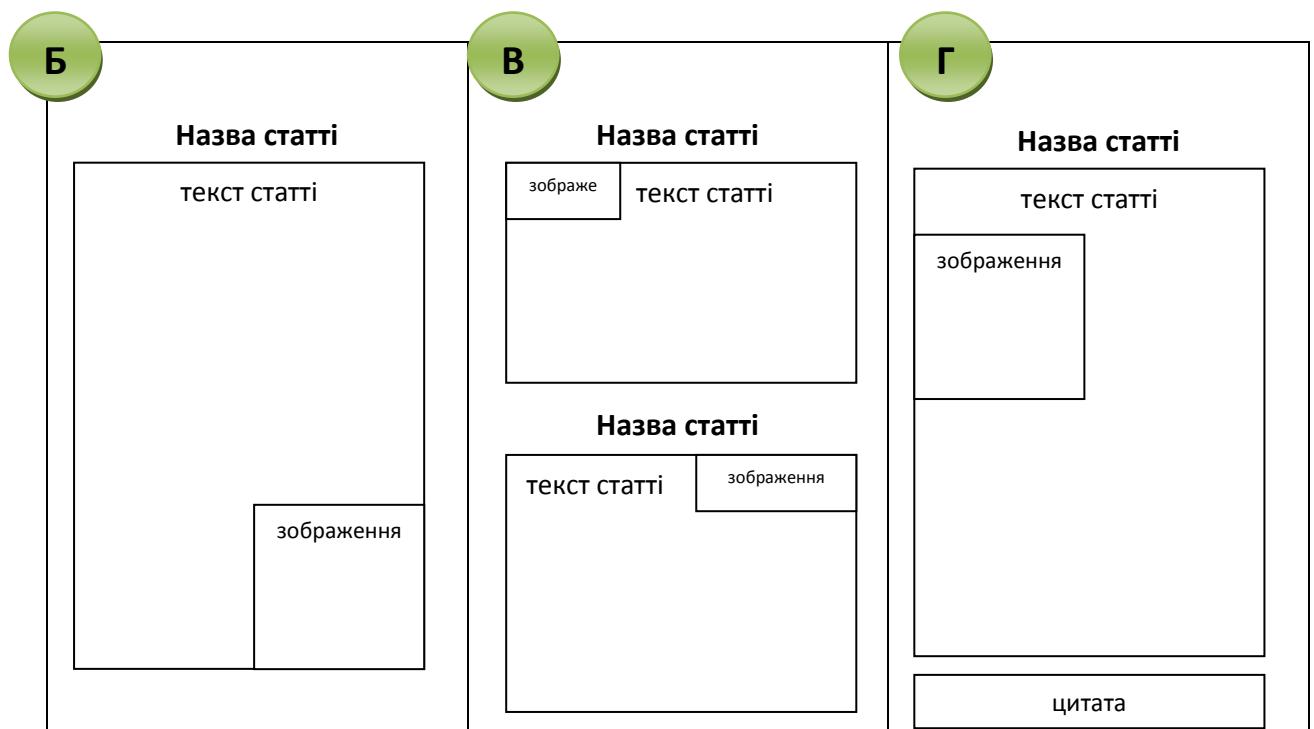 Б
Назва статті
текст статті
зображення
В
Назва статті
зображе
текст статті
Назва статті
текст статті
зображення
Г
Назва статті
текст статті
зображення
цитата